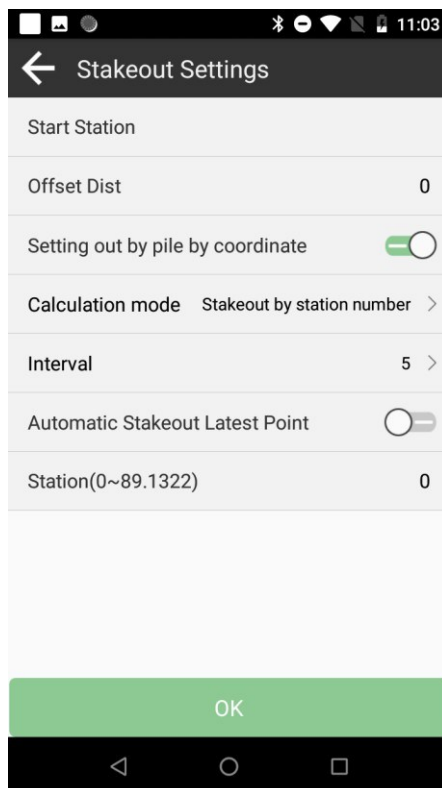 11:03
Stakeout Settings
Start Station
Offset Dist 0
Setting out by pile by coordinate
Calculation mode Stakeout by station number
Interval 5
Automatic Stakeout Latest Point
Station(0~89.1322) 0
OK